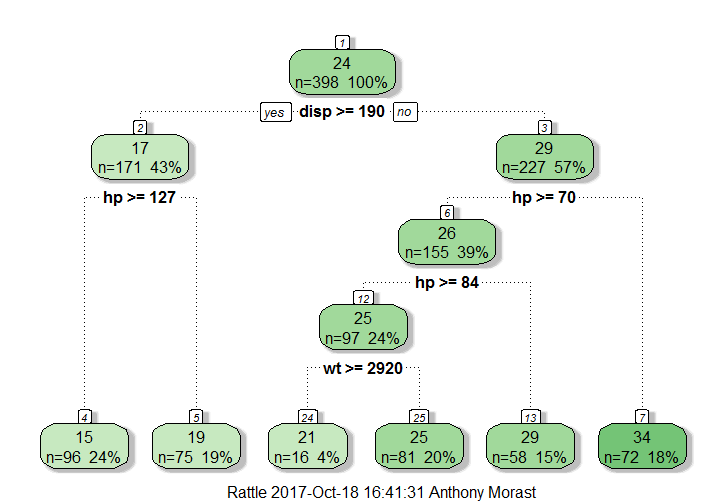 1
24
n=398 100%
yes disp >= 190 no
2
17
n=171 43%
3
29
n=227 57%
hp >= 127
hp >= 70
6
26
n=155 39%
hp >= 84
12
25
n=97 24%
wt >= 2920
4
15
n=96 24%
5
19
n=75 19%
24
21
n=16 4%
25
25
n=81 20%
13
29
n=58 15%
7
34
n=72 18%
Rattle 2017-Oct-18 16:41:31 Anthony Morast